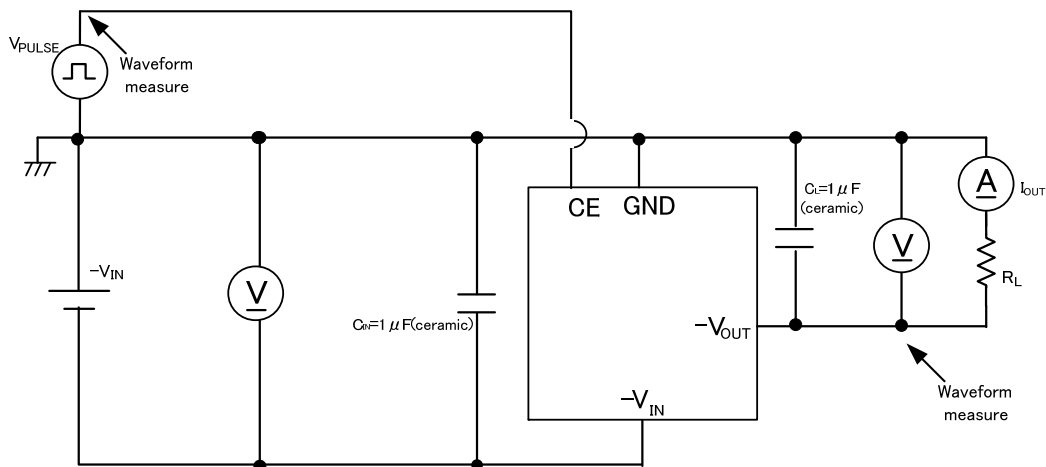 VPULSE
Waveform
measure
CE
GND
CL=1μF
(ceramic)
A
IOUT
V
RL
-VIN
V
CIN=1μF(ceramic)
-VOUT
-VIN
Waveform
measure